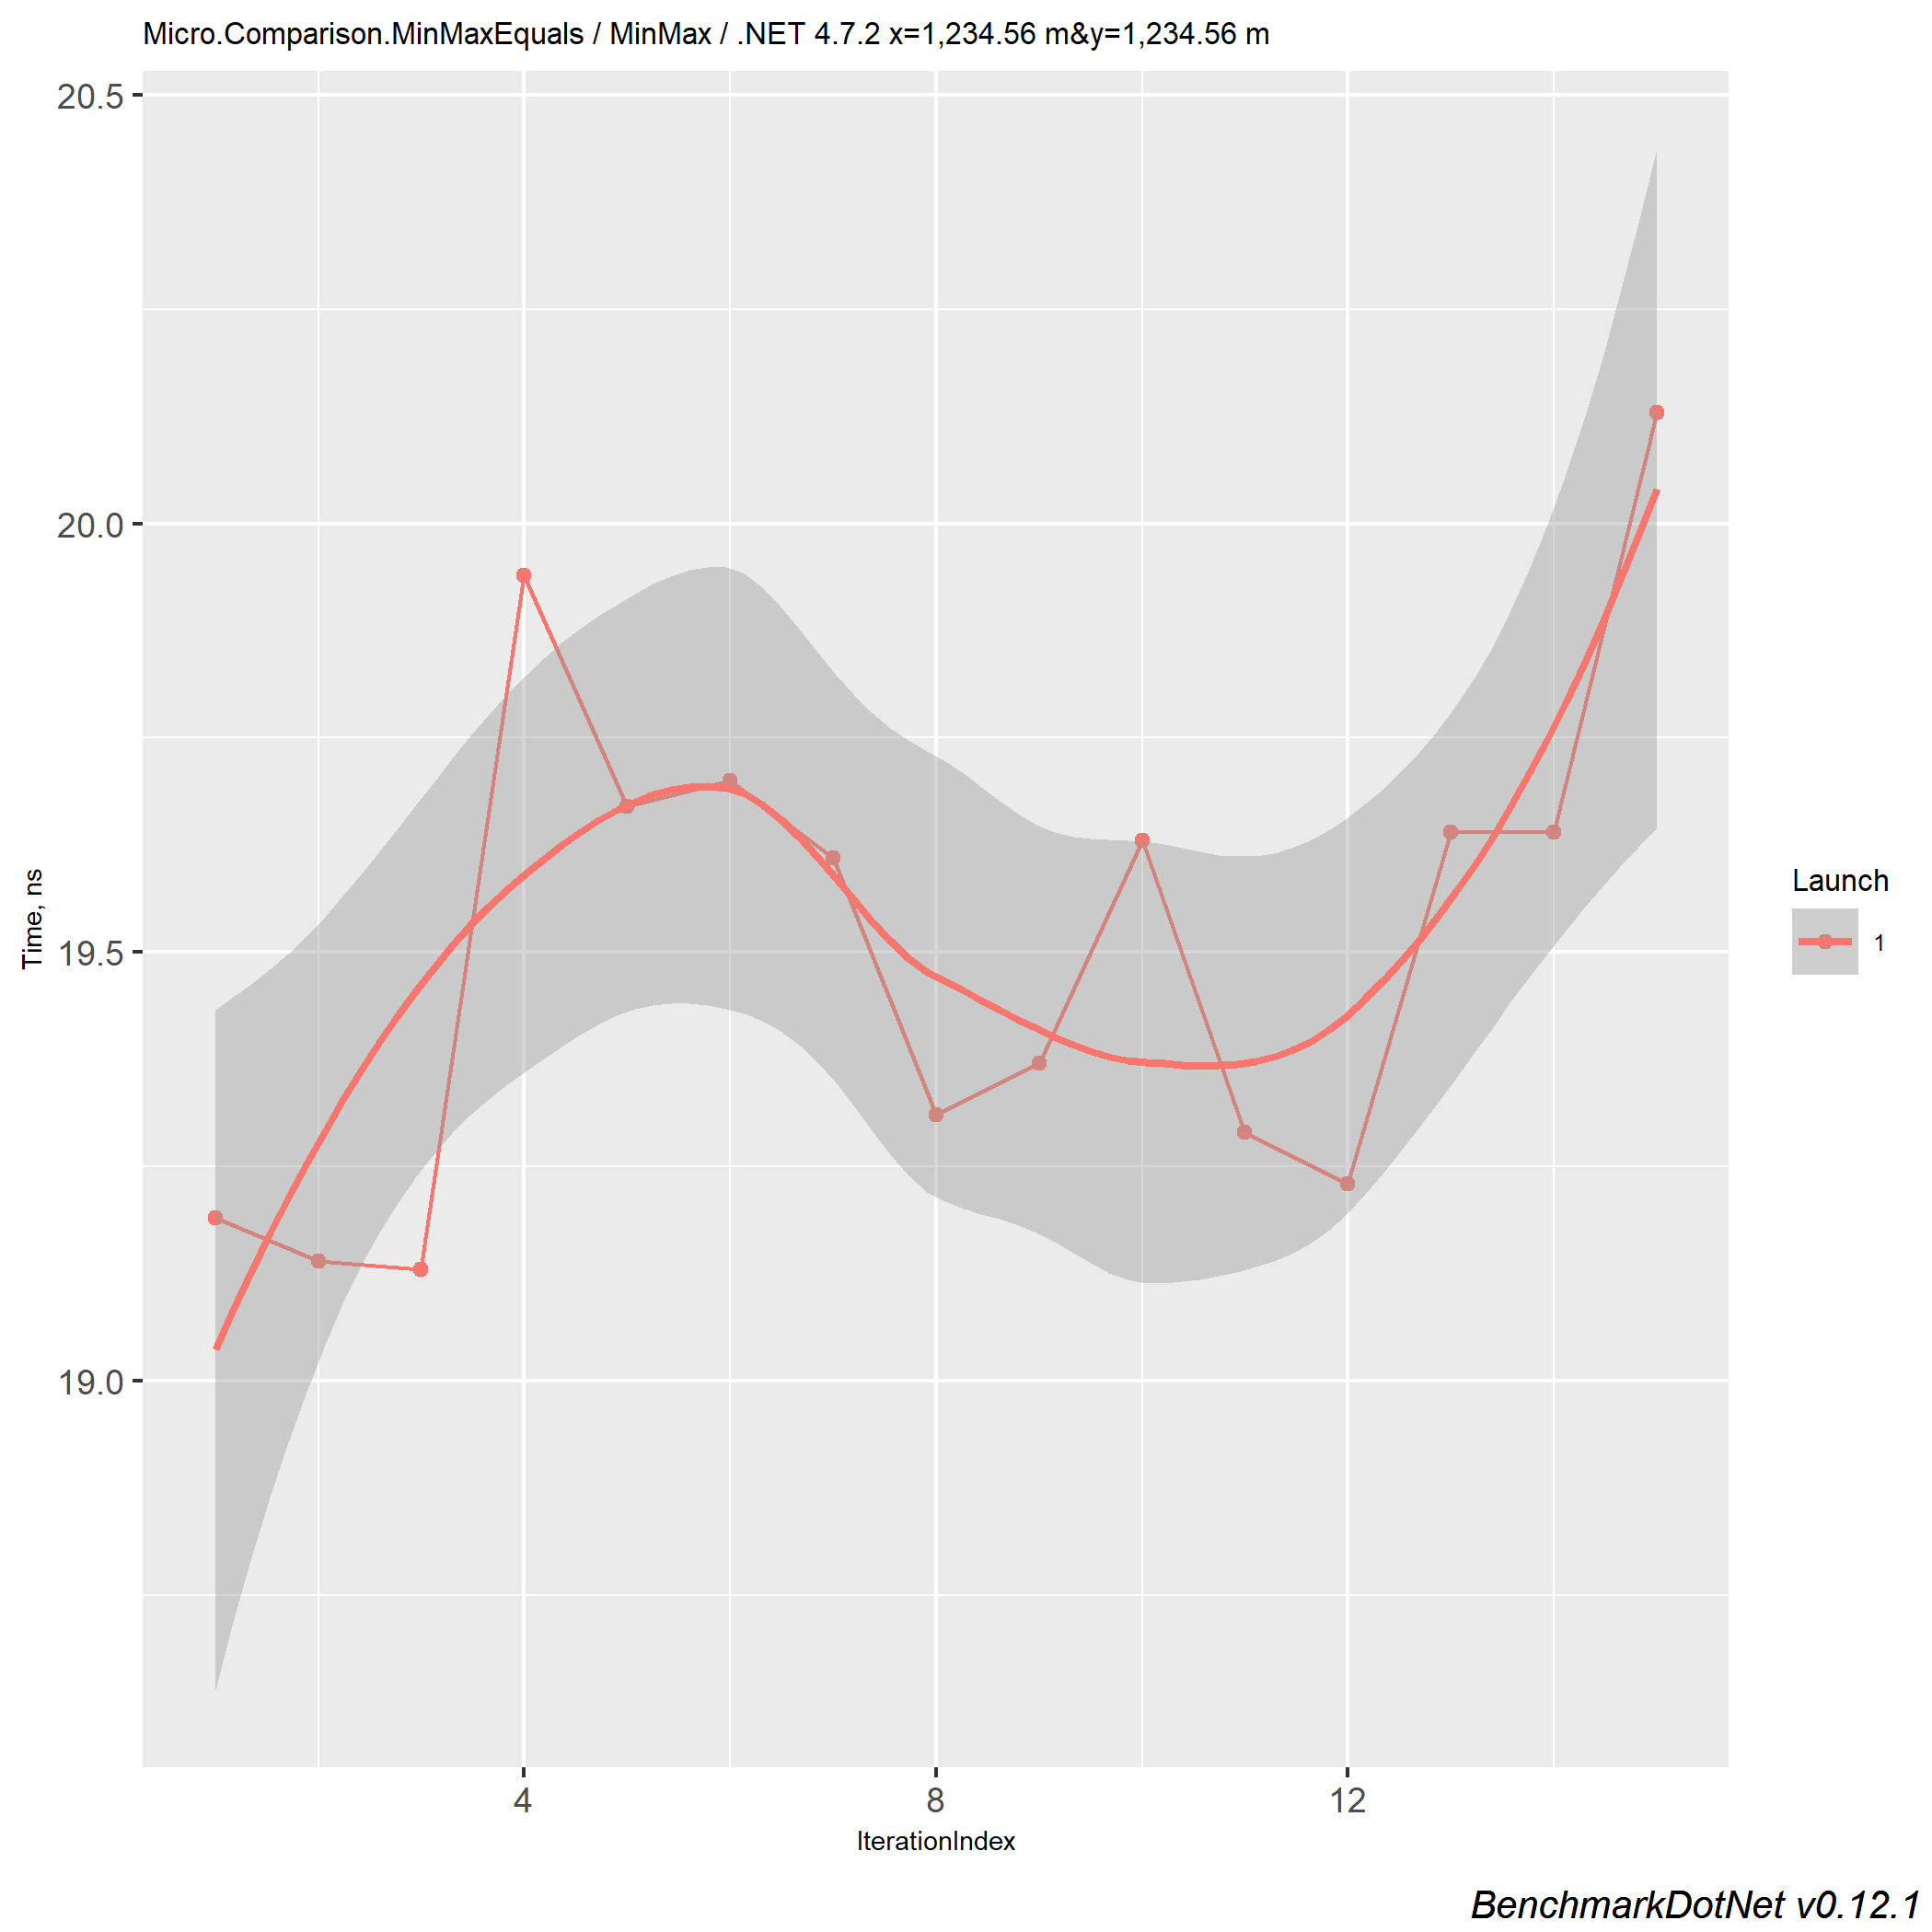 Micro.Comparison.MinMaxEquals / MinMax / .NET 4.7.2 x=1,234.56 m&y=1,234.56 m
20.5
20.0
19.5
19.0
Time, ns
4
8
12
IterationIndex
Launch
1
BenchmarkDotNet v0.12.1